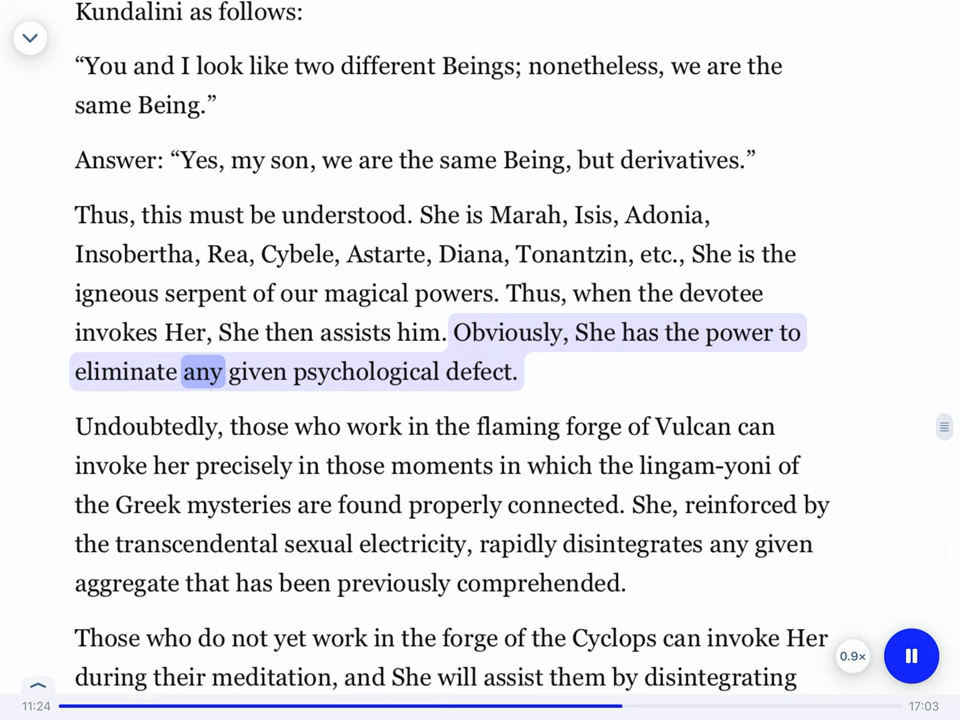 Kundalini as follows:
“You and I look like two different Beings; nonetheless, we are the
same Being.”
Answer: “Yes, my son, we are the same Being, but derivatives.”
Thus, this must be understood. She is Marah, Isis, Adonia,
Insobertha, Rea, Cybele, Astarte, Diana, Tonantzin, etc., She is the
igneous serpent of our magical powers. Thus, when the devotee
invokes Her, She then assists him. Obviously, She has the power to
eliminate any given psychological defect.
Undoubtedly, those who work in the flaming forge of Vulcan can
invoke her precisely in those moments in which the lingam-yoni of
the Greek mysteries are found properly connected. She, reinforced by
the transcendental sexual electricity, rapidly disintegrates any given
aggregate that has been previously comprehended.
Those who do not yet work in the forge of the Cyclops can invoke Her
during their meditation, and She will assist them by disintegrating
0.9×
11:24
17:03